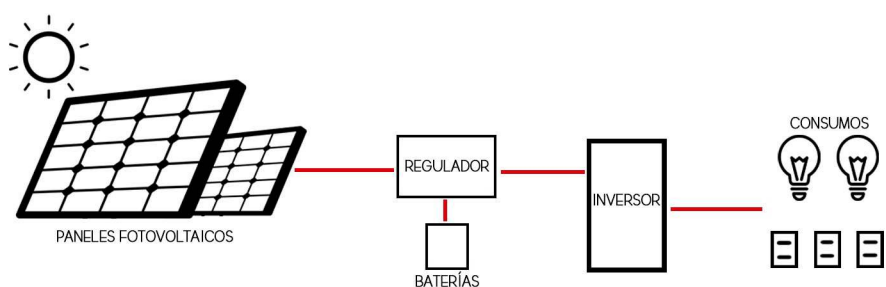 PANELES FOTOVOLTAICOS
REGULADOR
BATERÍAS
INVERSOR
CONSUMOS